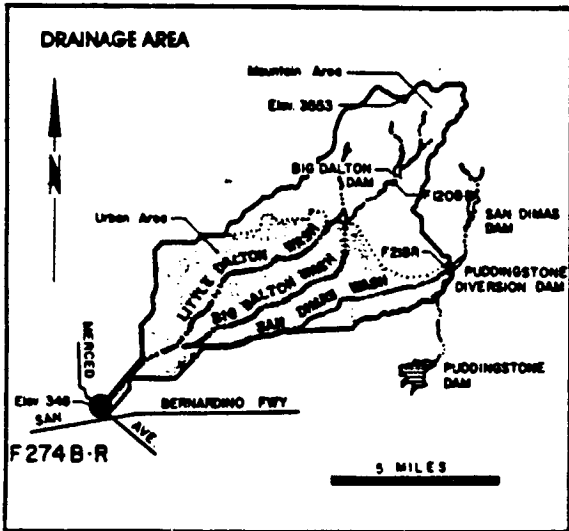 DRAINAGE AREA
Mountain Area
Elev. 3553
N
BIG DALTON
DAM
F120B-R
SAN DIMAS
DAM
Urban Area
F218R
PUDDINGSTONE
DIVERSION DAM
LITTLE DALTON WASH
BIG DALTON WASH
SAN DIMAS WASH
MERCED
AVE.
PUDDINGSTONE
DAM
Elev 348
SAN BERNARDINO FWY
F274B-R
5 MILES